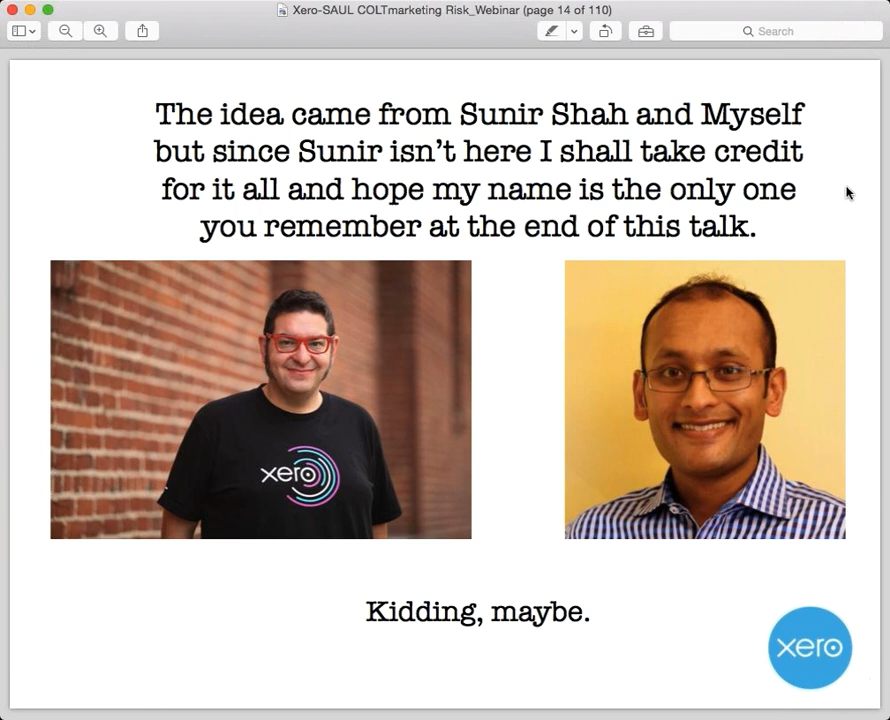 Xero-SAUL COLTmarketing Risk_Webinar (page 14 of 110)
Search
The idea came from Sunir Shah and Myself
but since Sunir isn’t here I shall take credit
for it all and hope my name is the only one
you remember at the end of this talk.
xero
Kidding, maybe.
xero